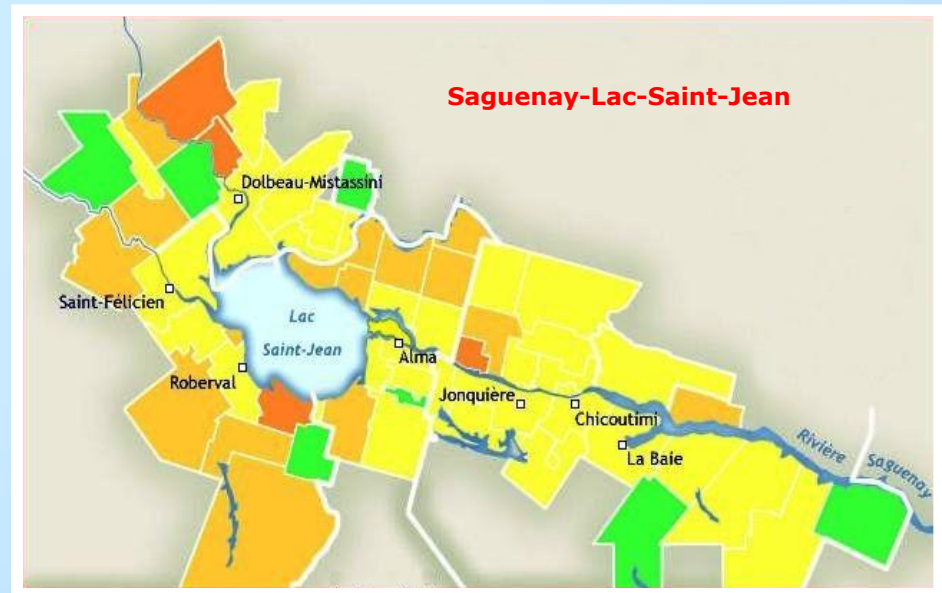 Saguenay-Lac-Saint-Jean
Dolbeau-Mistassini
Saint-Félicien
Lac
Saint-Jean
Alma
Roberval
Jonquière
Chicoutimi
La Baie
Rivière
Saguenay